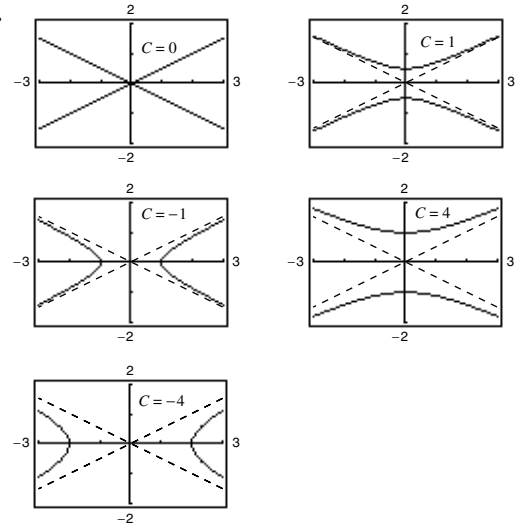 2 2
C = 0 C = 1
−3 3 −3 3
−2 −2
2 2
C = −1 C = 4
−3 3 −3 3
−2 −2
2
C = −4
−3 3
−2